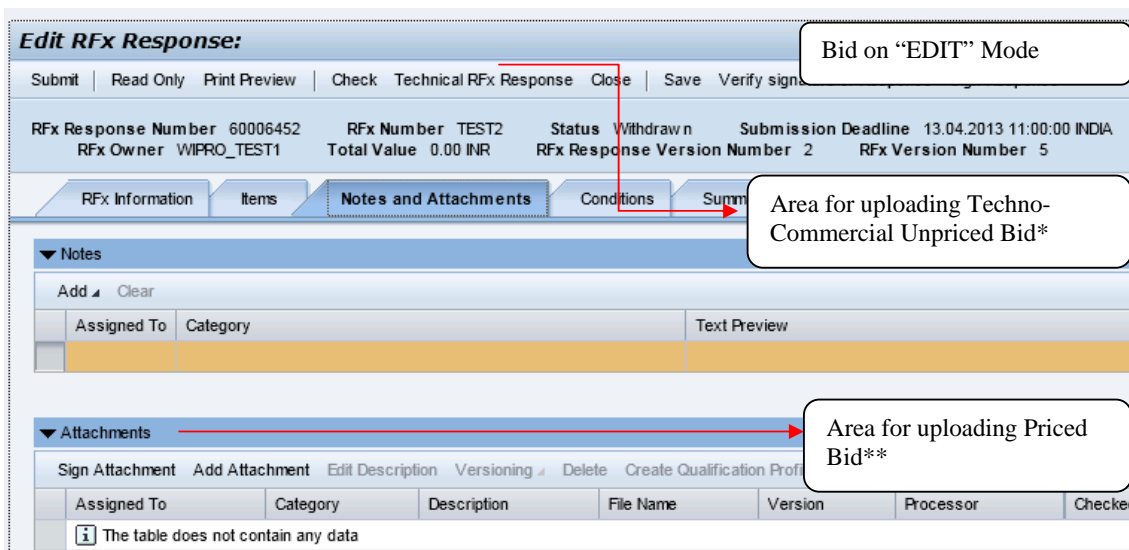 Edit RFx Response:
Bid on “EDIT” Mode
Submit Read Only Print Preview Check Technical RFx Response Close Save Verify
RFx Response Number 60006452 RFx Number TEST2 Status Withdrawn Submission Deadline 13.04.2013 11:00:00 INDIA
RFx Owner WIPRO_TEST1 Total Value 0.00 INR RFx Response Version Number 2 RFx Version Number 5
RFx Information Items Notes and Attachments Conditions Summ
Area for uploading Techno-
Commercial Unpriced Bid*
Notes
Add Clear
Assigned To Category Text Preview
Attachments
Area for uploading Priced
Bid**
Sign Attachment Add Attachment Edit Description Versioning Delete Create Qualification Profi
Assigned To Category Description File Name Version Processor Checke
The table does not contain any data